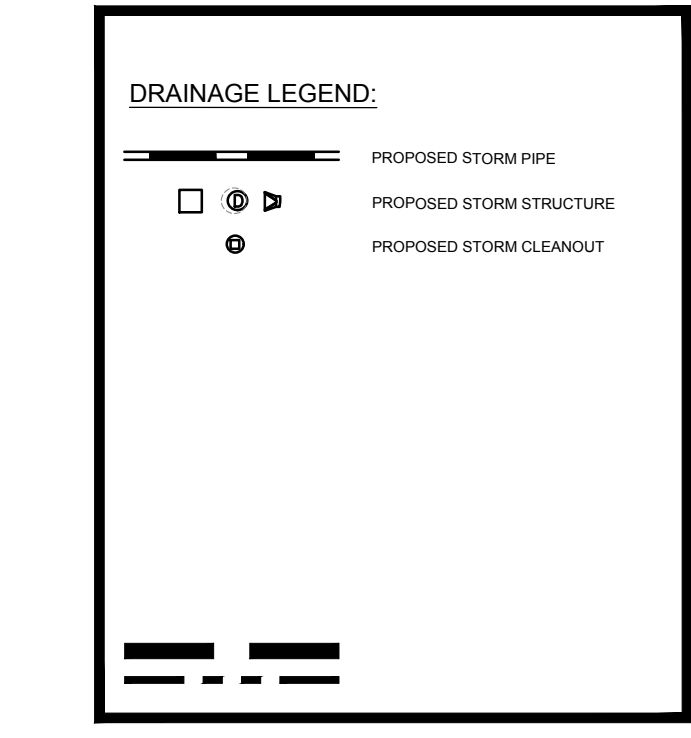 DRAINAGE LEGEND:
PROPOSED STORM PIPE
D
PROPOSED STORM STRUCTURE
PROPOSED STORM CLEANOUT